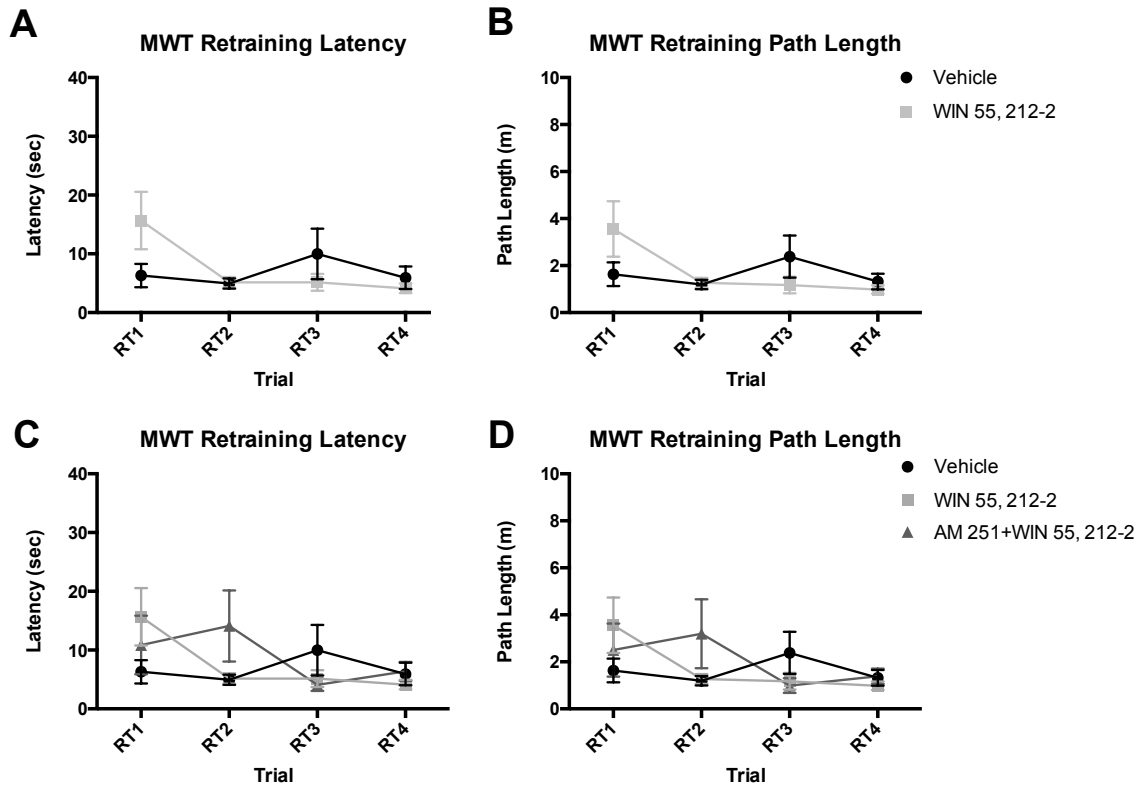 A
MWT Retraining Latency
Latency (sec)
40
30
20
10
0
RT1
RT2
RT3
RT4
Trial
B
MWT Retraining Path Length
Path Length (m)
10
8
6
4
2
0
RT1
RT2
RT3
RT4
Trial
Vehicle
WIN 55, 212-2
C
MWT Retraining Latency
Latency (sec)
40
30
20
10
0
RT1
RT2
RT3
RT4
Trial
D
MWT Retraining Path Length
Path Length (m)
10
8
6
4
2
0
RT1
RT2
RT3
RT4
Trial
Vehicle
WIN 55, 212-2
AM 251+WIN 55, 212-2